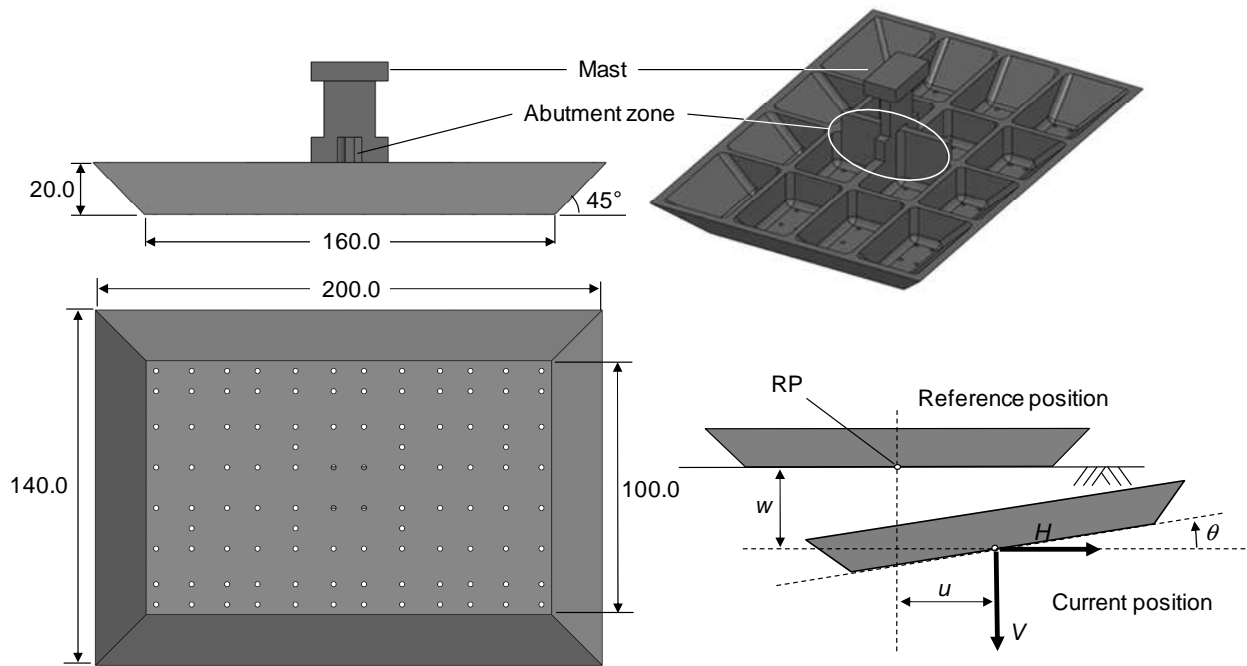 Mast
Abutment zone
20.0
45°
160.0
200.0
140.0
100.0
RP
Reference position
w
H
θ
u
V
Current position